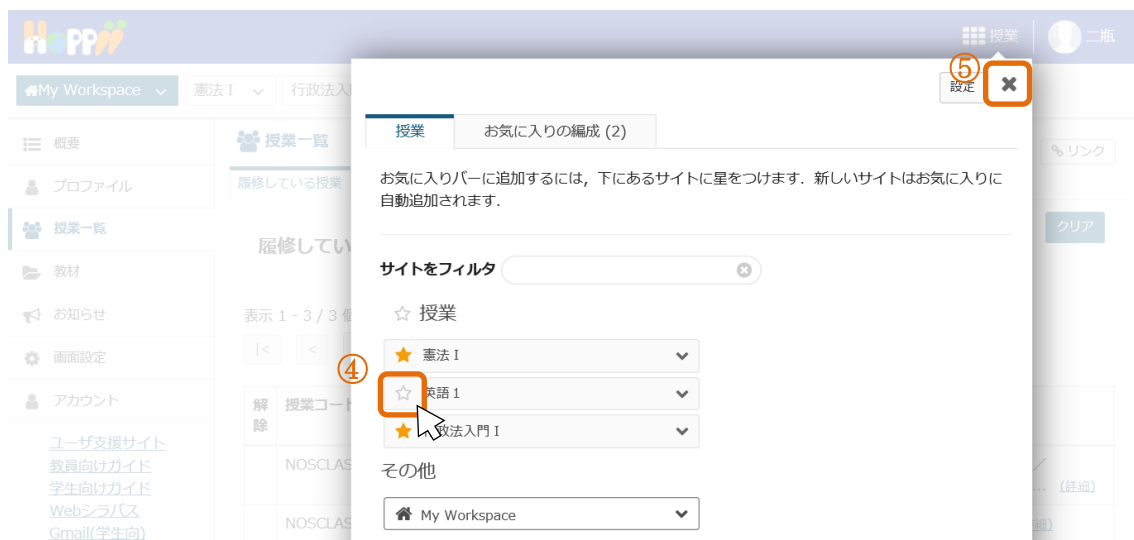 Hoppii
授業
二瓶
My Workspace
憲法 I
行政法入
⑤
設定
概要
プロファイル
授業一覧
教材
お知らせ
画面設定
アカウント
ユーザ支援サイト
教員向けガイド
学生向けガイド
Webシラバス
Gmail(学生向)
授業一覧
リンク
履修している授業
クリア
履修してい
表示 1 - 3 / 3
|<
<
解除
授業コード
NOSCLAS
NOSCLAS
... (詳細)
細)
授業
お気に入りの編成 (2)
お気に入りバーに追加するには，下にあるサイトに星をつけます．新しいサイトはお気に入りに
自動追加されます．
サイトをフィルタ
授業
憲法 I
④
英語 1
政法入門 I
その他
My Workspace